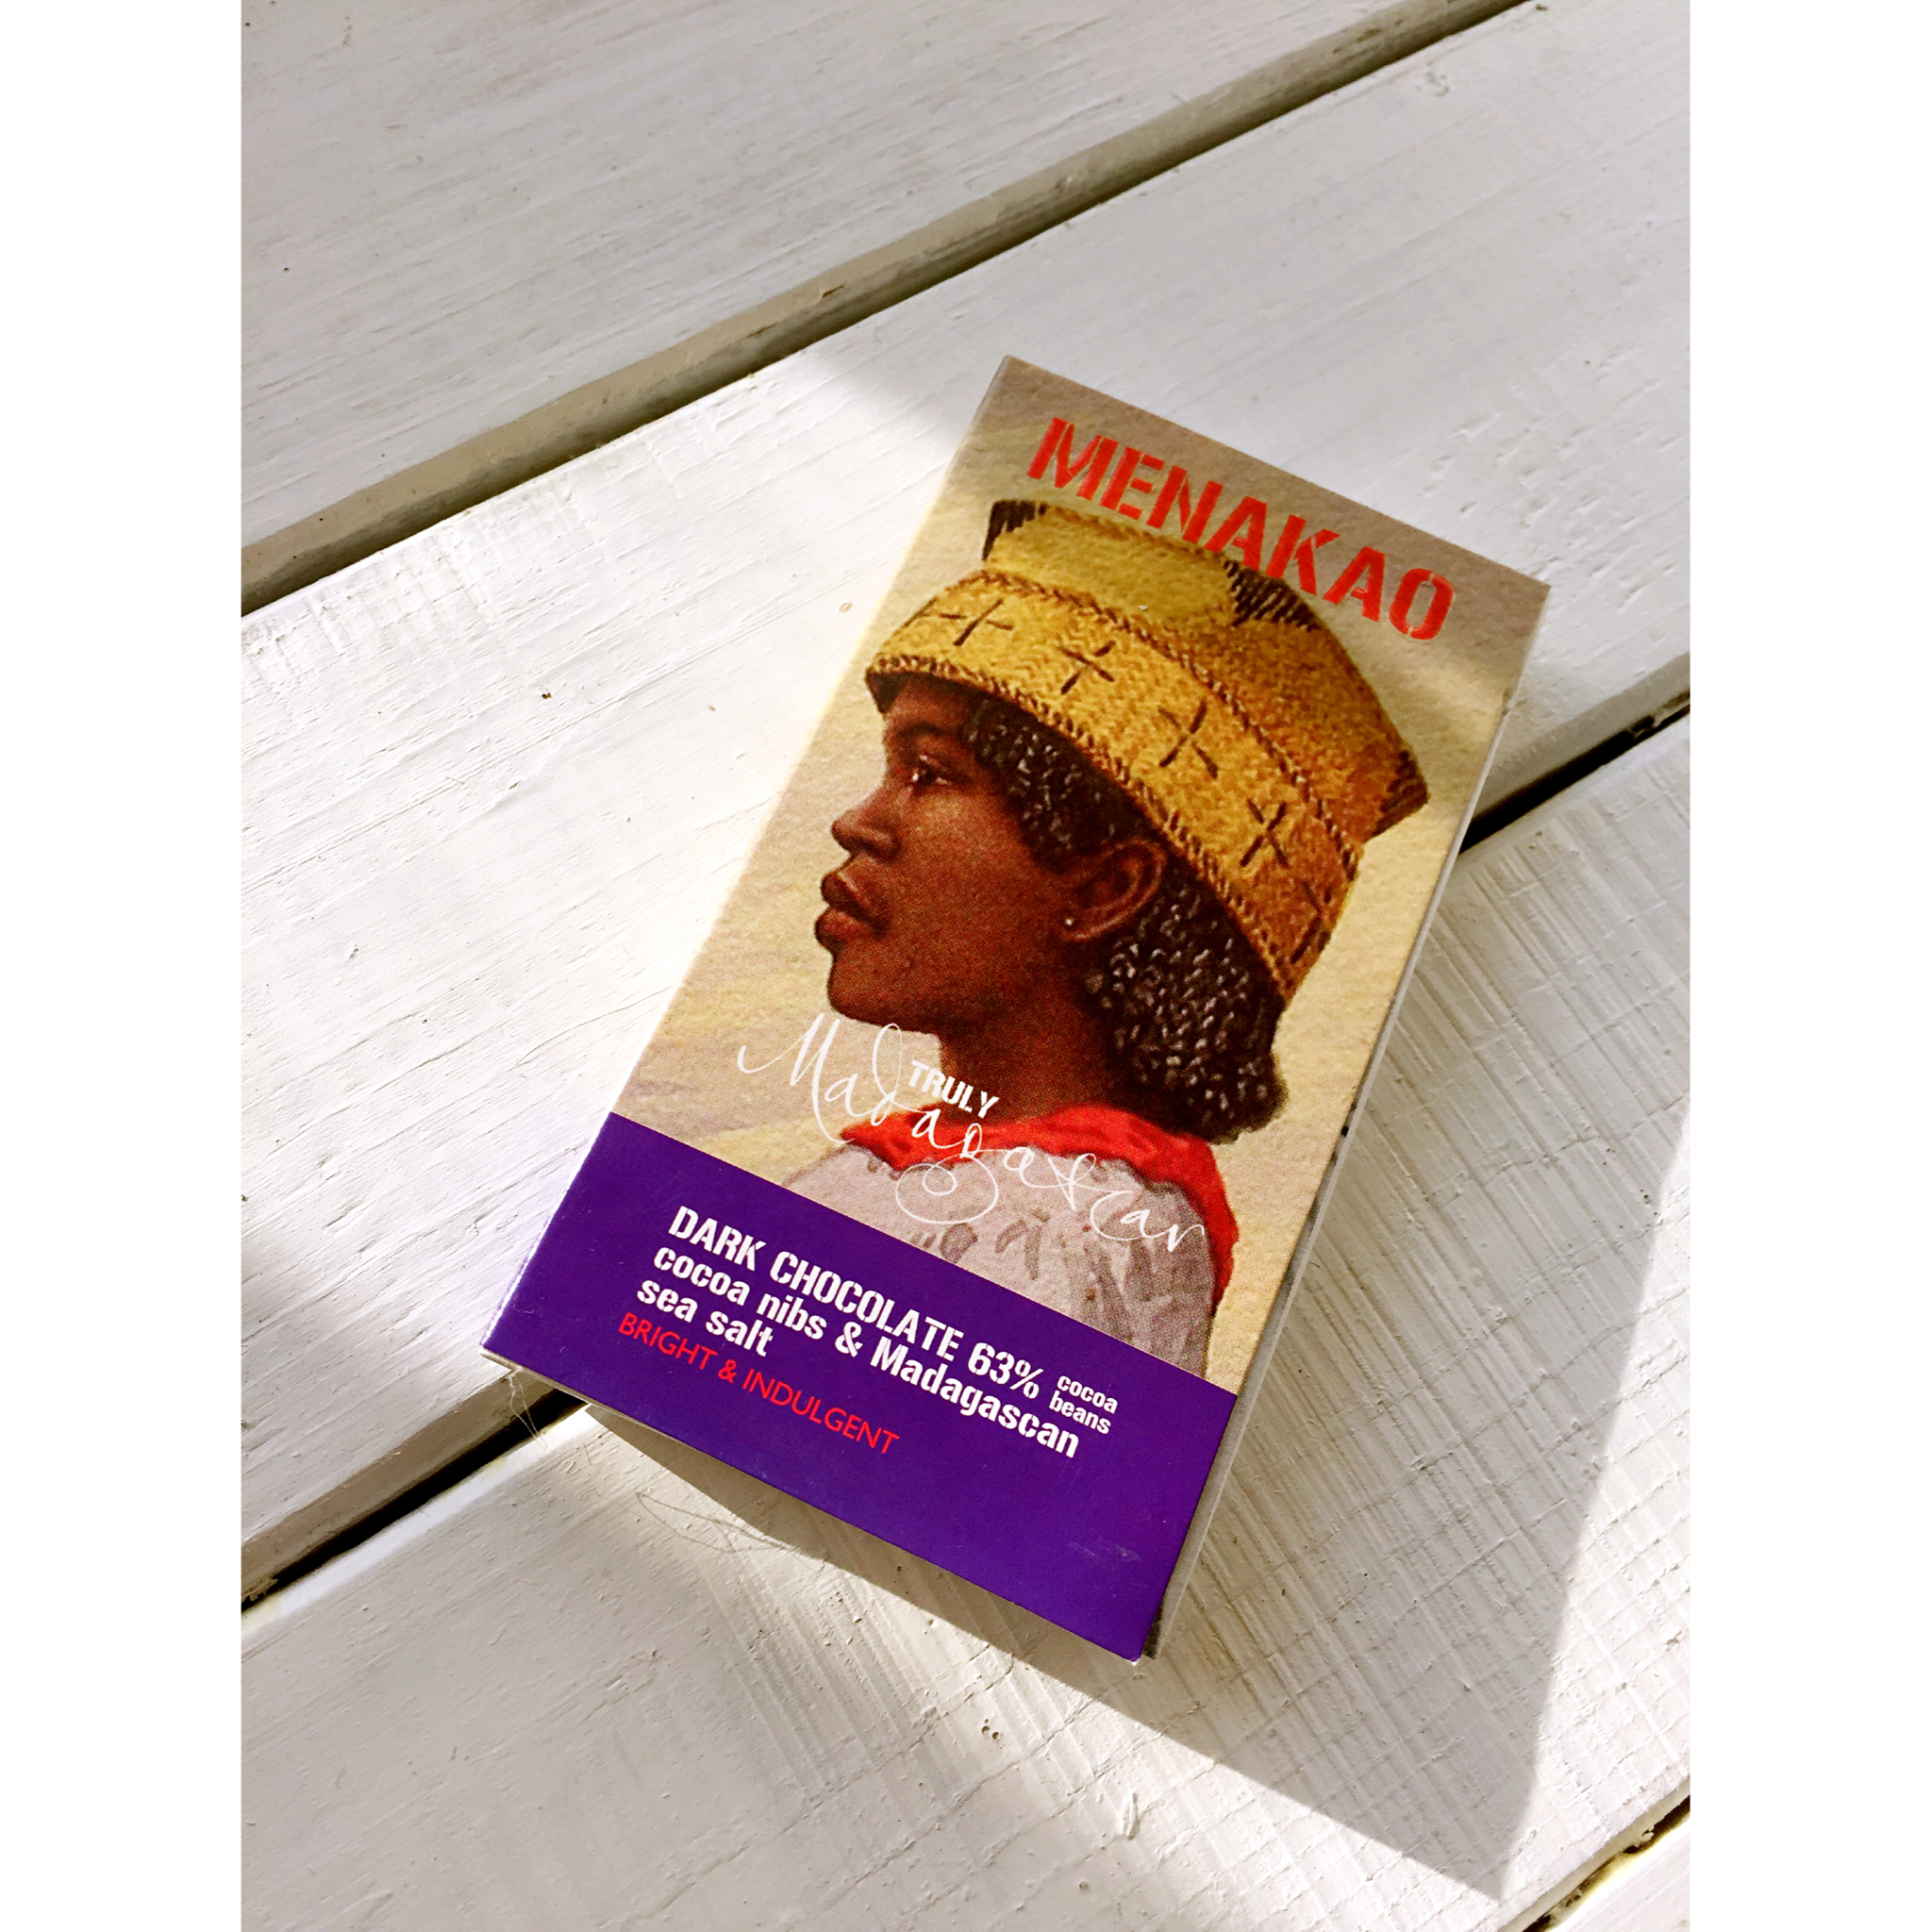 MENAKAO
TRULY
Madagascar
DARK CHOCOLATE 63% cocoa beans
cocoa nibs & Madagascan
sea salt
BRIGHT & INDULGENT